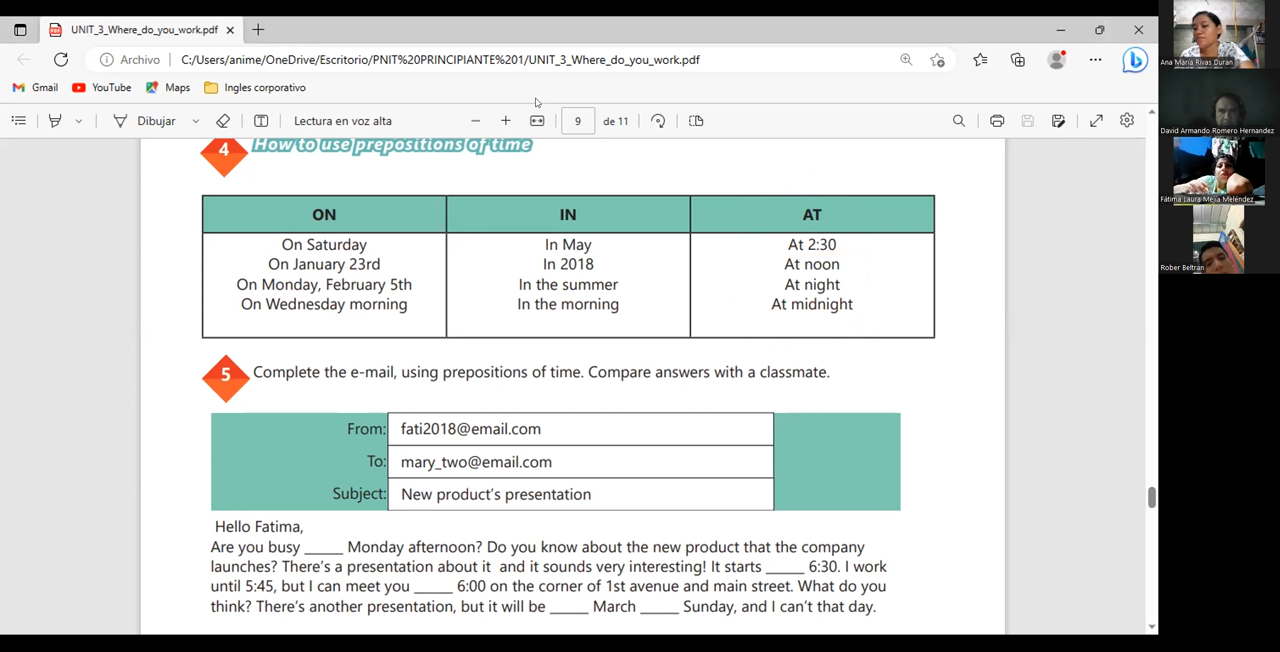 UNIT_3_Where_do_you_work.pdf
Archivo C:/Users/anime/OneDrive/Escritorio/PNIT%20PRINCIPIANTE%201/UNIT_3_Where_do_you_work.pdf
Gmail YouTube Maps Ingles corporativo
Dibujar Lectura en voz alta 9 de 11
4 How to use prepositions of time
ON IN AT
On Saturday In May At 2:30
On January 23rd In 2018 At noon
On Monday, February 5th In the summer At night
On Wednesday morning In the morning At midnight
5 Complete the e-mail, using prepositions of time. Compare answers with a classmate.
From: fati2018@email.com
To: mary_two@email.com
Subject: New product's presentation
Hello Fatima,
Are you busy _____ Monday afternoon? Do you know about the new product that the company
launches? There's a presentation about it and it sounds very interesting! It starts _____ 6:30. I work
until 5:45, but I can meet you _____ 6:00 on the corner of 1st avenue and main street. What do you
think? There's another presentation, but it will be _____ March _____ Sunday, and I can't that day.
Ana María Rivas Duran
David Armando Romero Hernandez
Fátima Laura Mejía Meléndez
Rober Beltran